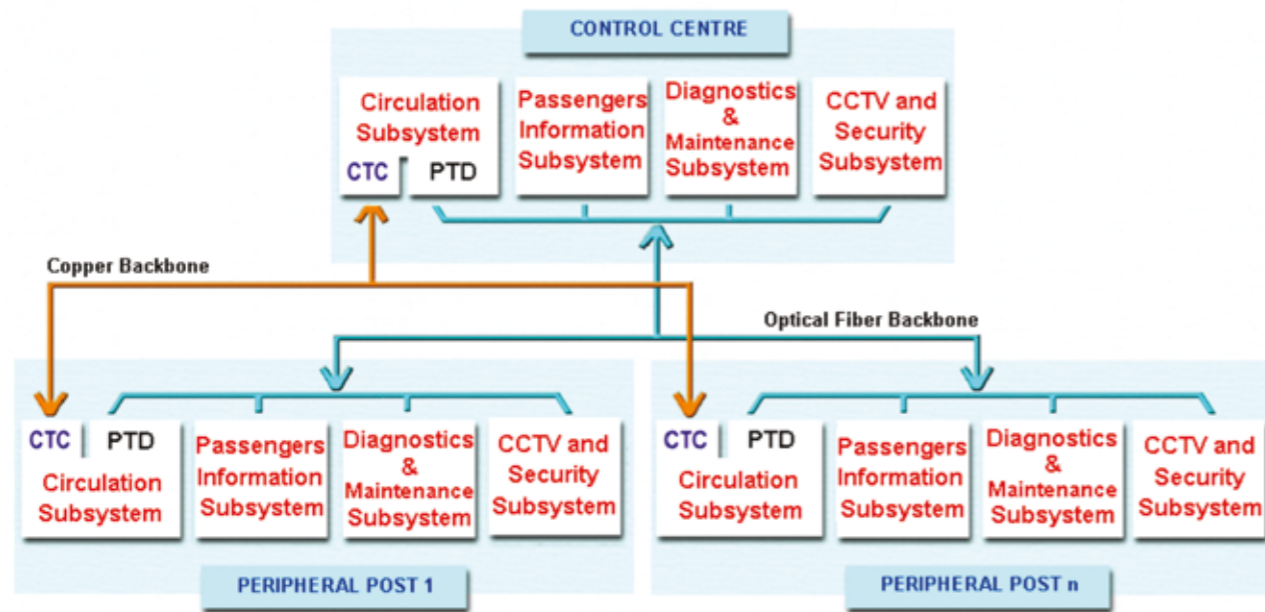 CONTROL CENTRE
Circulation
Subsystem
CTC PTD
Passengers
Information
Subsystem
Diagnostics
&
Maintenance
Subsystem
CCTV and
Security
Subsystem
Copper Backbone
Optical Fiber Backbone
CTC PTD
Circulation
Subsystem
Passengers
Information
Subsystem
Diagnostics
&
Maintenance
Subsystem
CCTV and
Security
Subsystem
PERIPHERAL POST 1
CTC PTD
Circulation
Subsystem
Passengers
Information
Subsystem
Diagnostics
&
Maintenance
Subsystem
CCTV and
Security
Subsystem
PERIPHERAL POST n